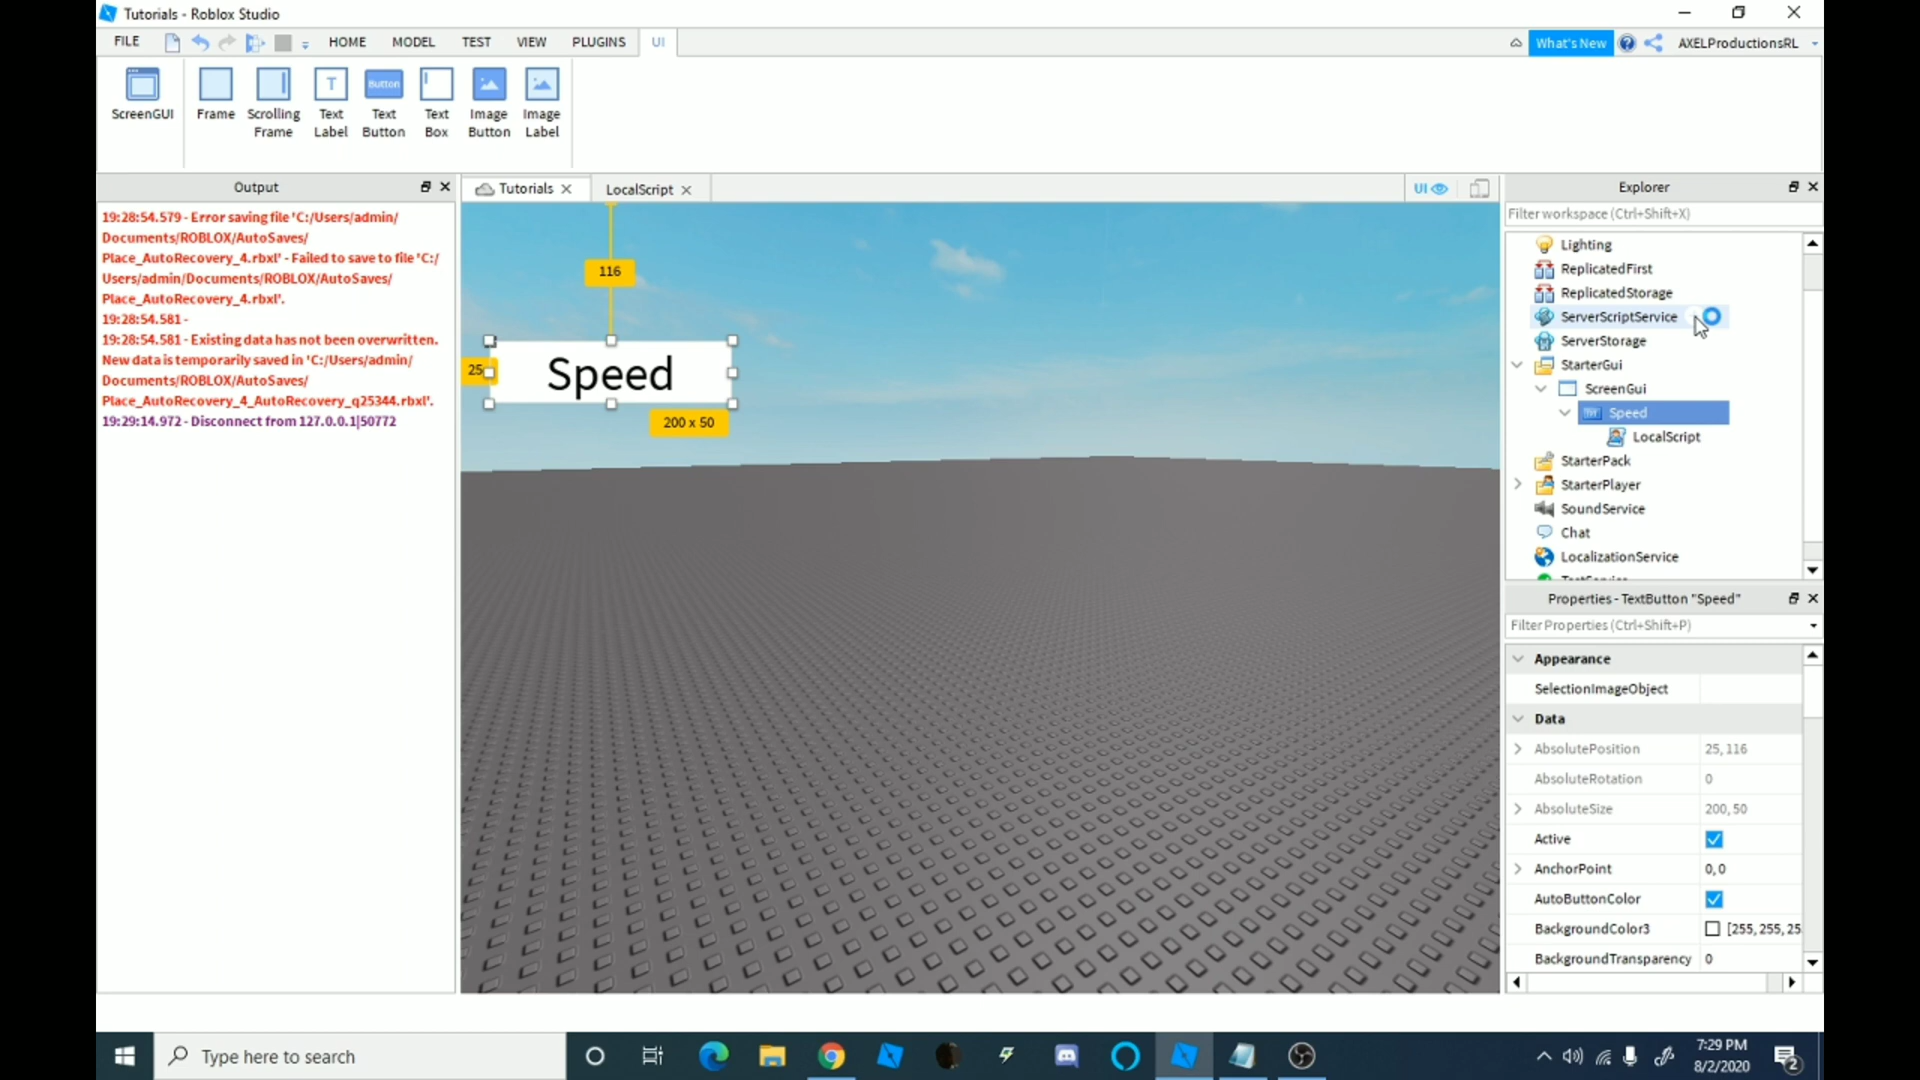 Tutorials - Roblox Studio
FILE
HOME
MODEL
TEST
VIEW
PLUGINS
UI
What's New
AXELProductionsRL
ScreenGUI
Frame
Scrolling
Frame
Text
Label
Button
Text
Button
Text
Box
Image
Button
Image
Label
Output
19:28:54.579 - Error saving file 'C:/Users/admin/
Documents/ROBLOX/AutoSaves/
Place_AutoRecovery_4.rbxl' - Failed to save to file 'C:/
Users/admin/Documents/ROBLOX/AutoSaves/
Place_AutoRecovery_4.rbxl'.
19:28:54.581 -
19:28:54.581 - Existing data has not been overwritten.
New data is temporarily saved in 'C:/Users/admin/
Documents/ROBLOX/AutoSaves/
Place_AutoRecovery_4_AutoRecovery_q25344.rbxl'.
19:29:14.972 - Disconnect from 127.0.0.1|50772
Tutorials
LocalScript
UI
116
25
Speed
200 x 50
Explorer
Filter workspace (Ctrl+Shift+X)
Lighting
ReplicatedFirst
ReplicatedStorage
ServerScriptService
ServerStorage
StarterGui
ScreenGui
Speed
LocalScript
StarterPack
StarterPlayer
SoundService
Chat
LocalizationService
Properties - TextButton "Speed"
Filter Properties (Ctrl+Shift+P)
Appearance
SelectionImageObject
Data
AbsolutePosition 25, 116
AbsoluteRotation 0
AbsoluteSize 200, 50
Active
AnchorPoint 0, 0
AutoButtonColor
BackgroundColor3 [255, 255, 25
BackgroundTransparency 0
Type here to search
7:29 PM
8/2/2020
2